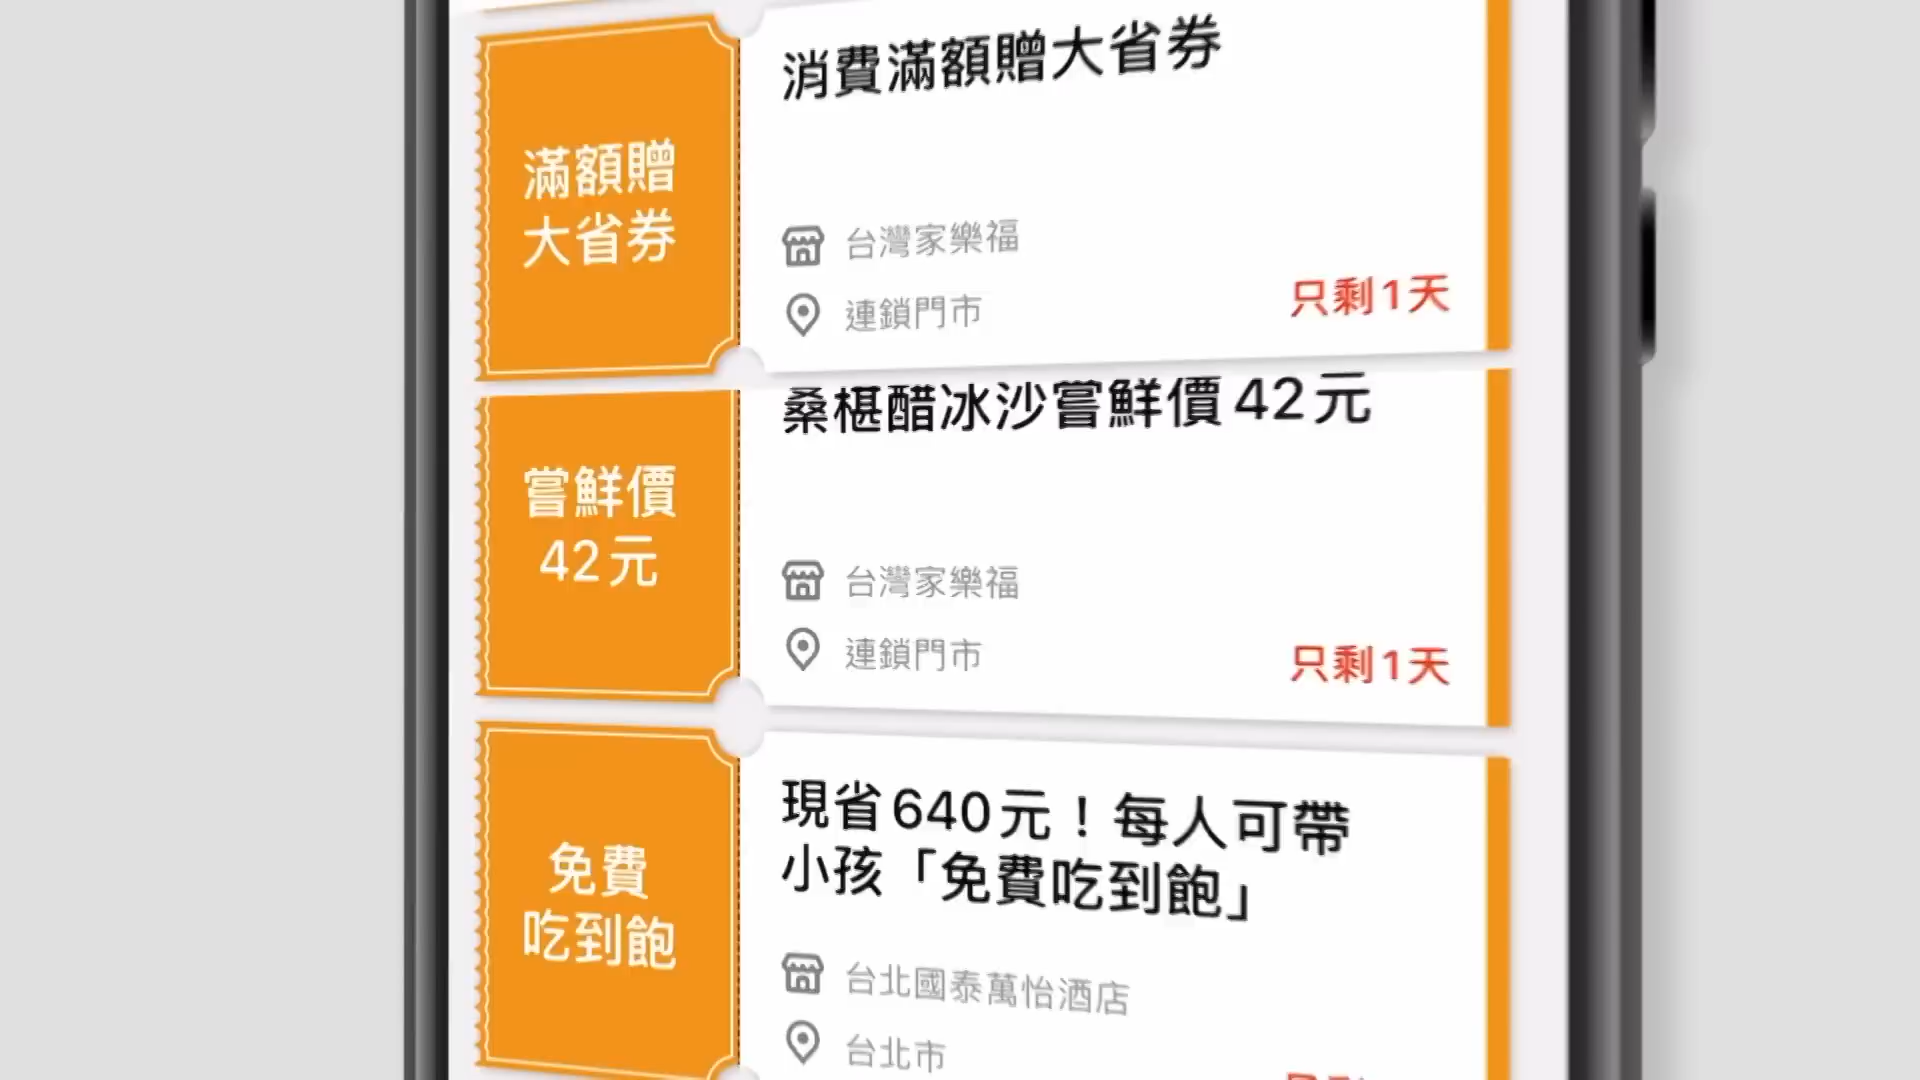 滿額贈
大省券
消費滿額贈大省券
台灣家樂福
連鎖門市
只剩1天
嘗鮮價
42元
桑椹醋冰沙嘗鮮價42元
台灣家樂福
連鎖門市
只剩1天
免費
吃到飽
現省640元！每人可帶
小孩「免費吃到飽」
台北國泰萬怡酒店
台北市